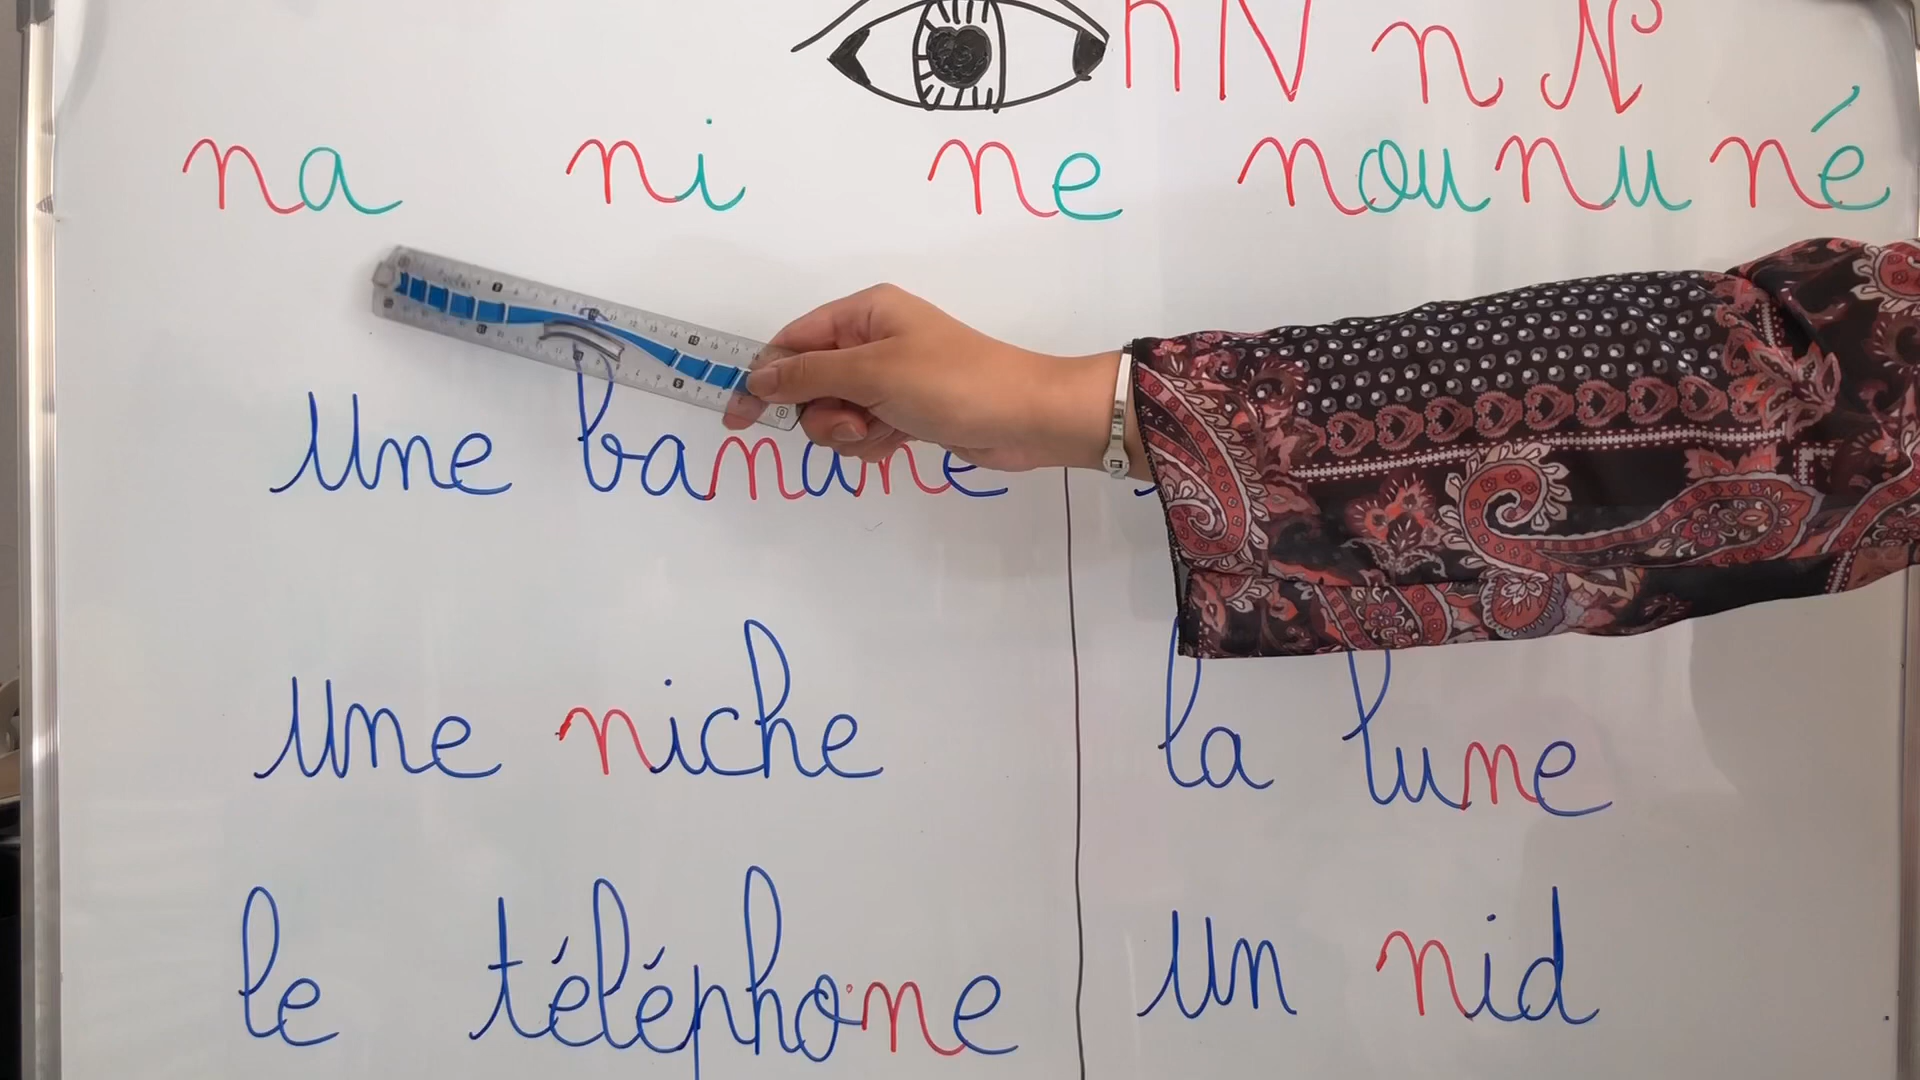 n N n N
na ni ne nou nu né
une banane
une niche la lune
le téléphone un nid